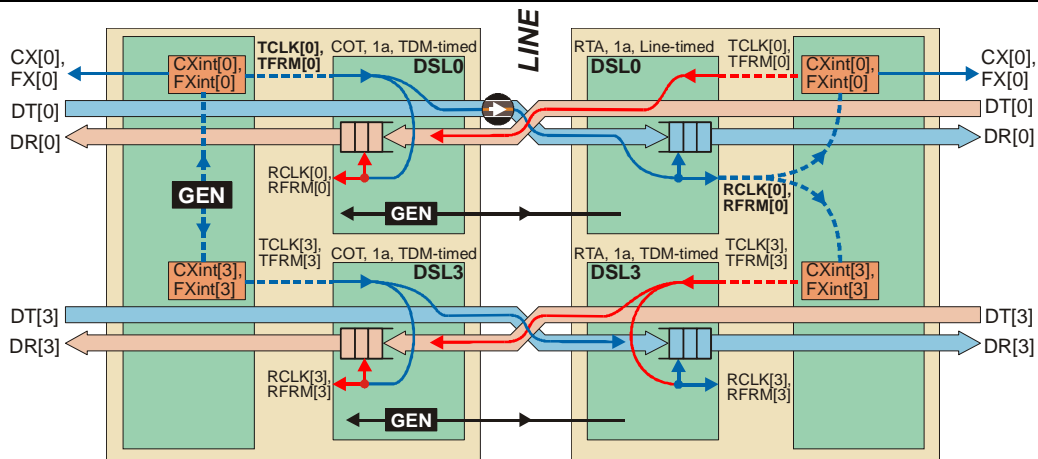 CX[0],
FX[0]
DT[0]
DR[0]
CXint[0],
FXint[0]
TCLK[0],
TFRM[0]
COT, 1a, TDM-timed
DSL0
LINE
RTA, 1a, Line-timed
DSL0
TCLK[0],
TFRM[0]
CXint[0],
FXint[0]
CX[0],
FX[0]
DT[0]
DR[0]
RCLK[0],
RFRM[0]
RCLK[0],
RFRM[0]
GEN
GEN
CXint[3],
FXint[3]
TCLK[3],
TFRM[3]
COT, 1a, TDM-timed
DSL3
RTA, 1a, TDM-timed
DSL3
TCLK[3],
TFRM[3]
CXint[3],
FXint[3]
DT[3]
DR[3]
DT[3]
DR[3]
RCLK[3],
RFRM[3]
RCLK[3],
RFRM[3]
GEN